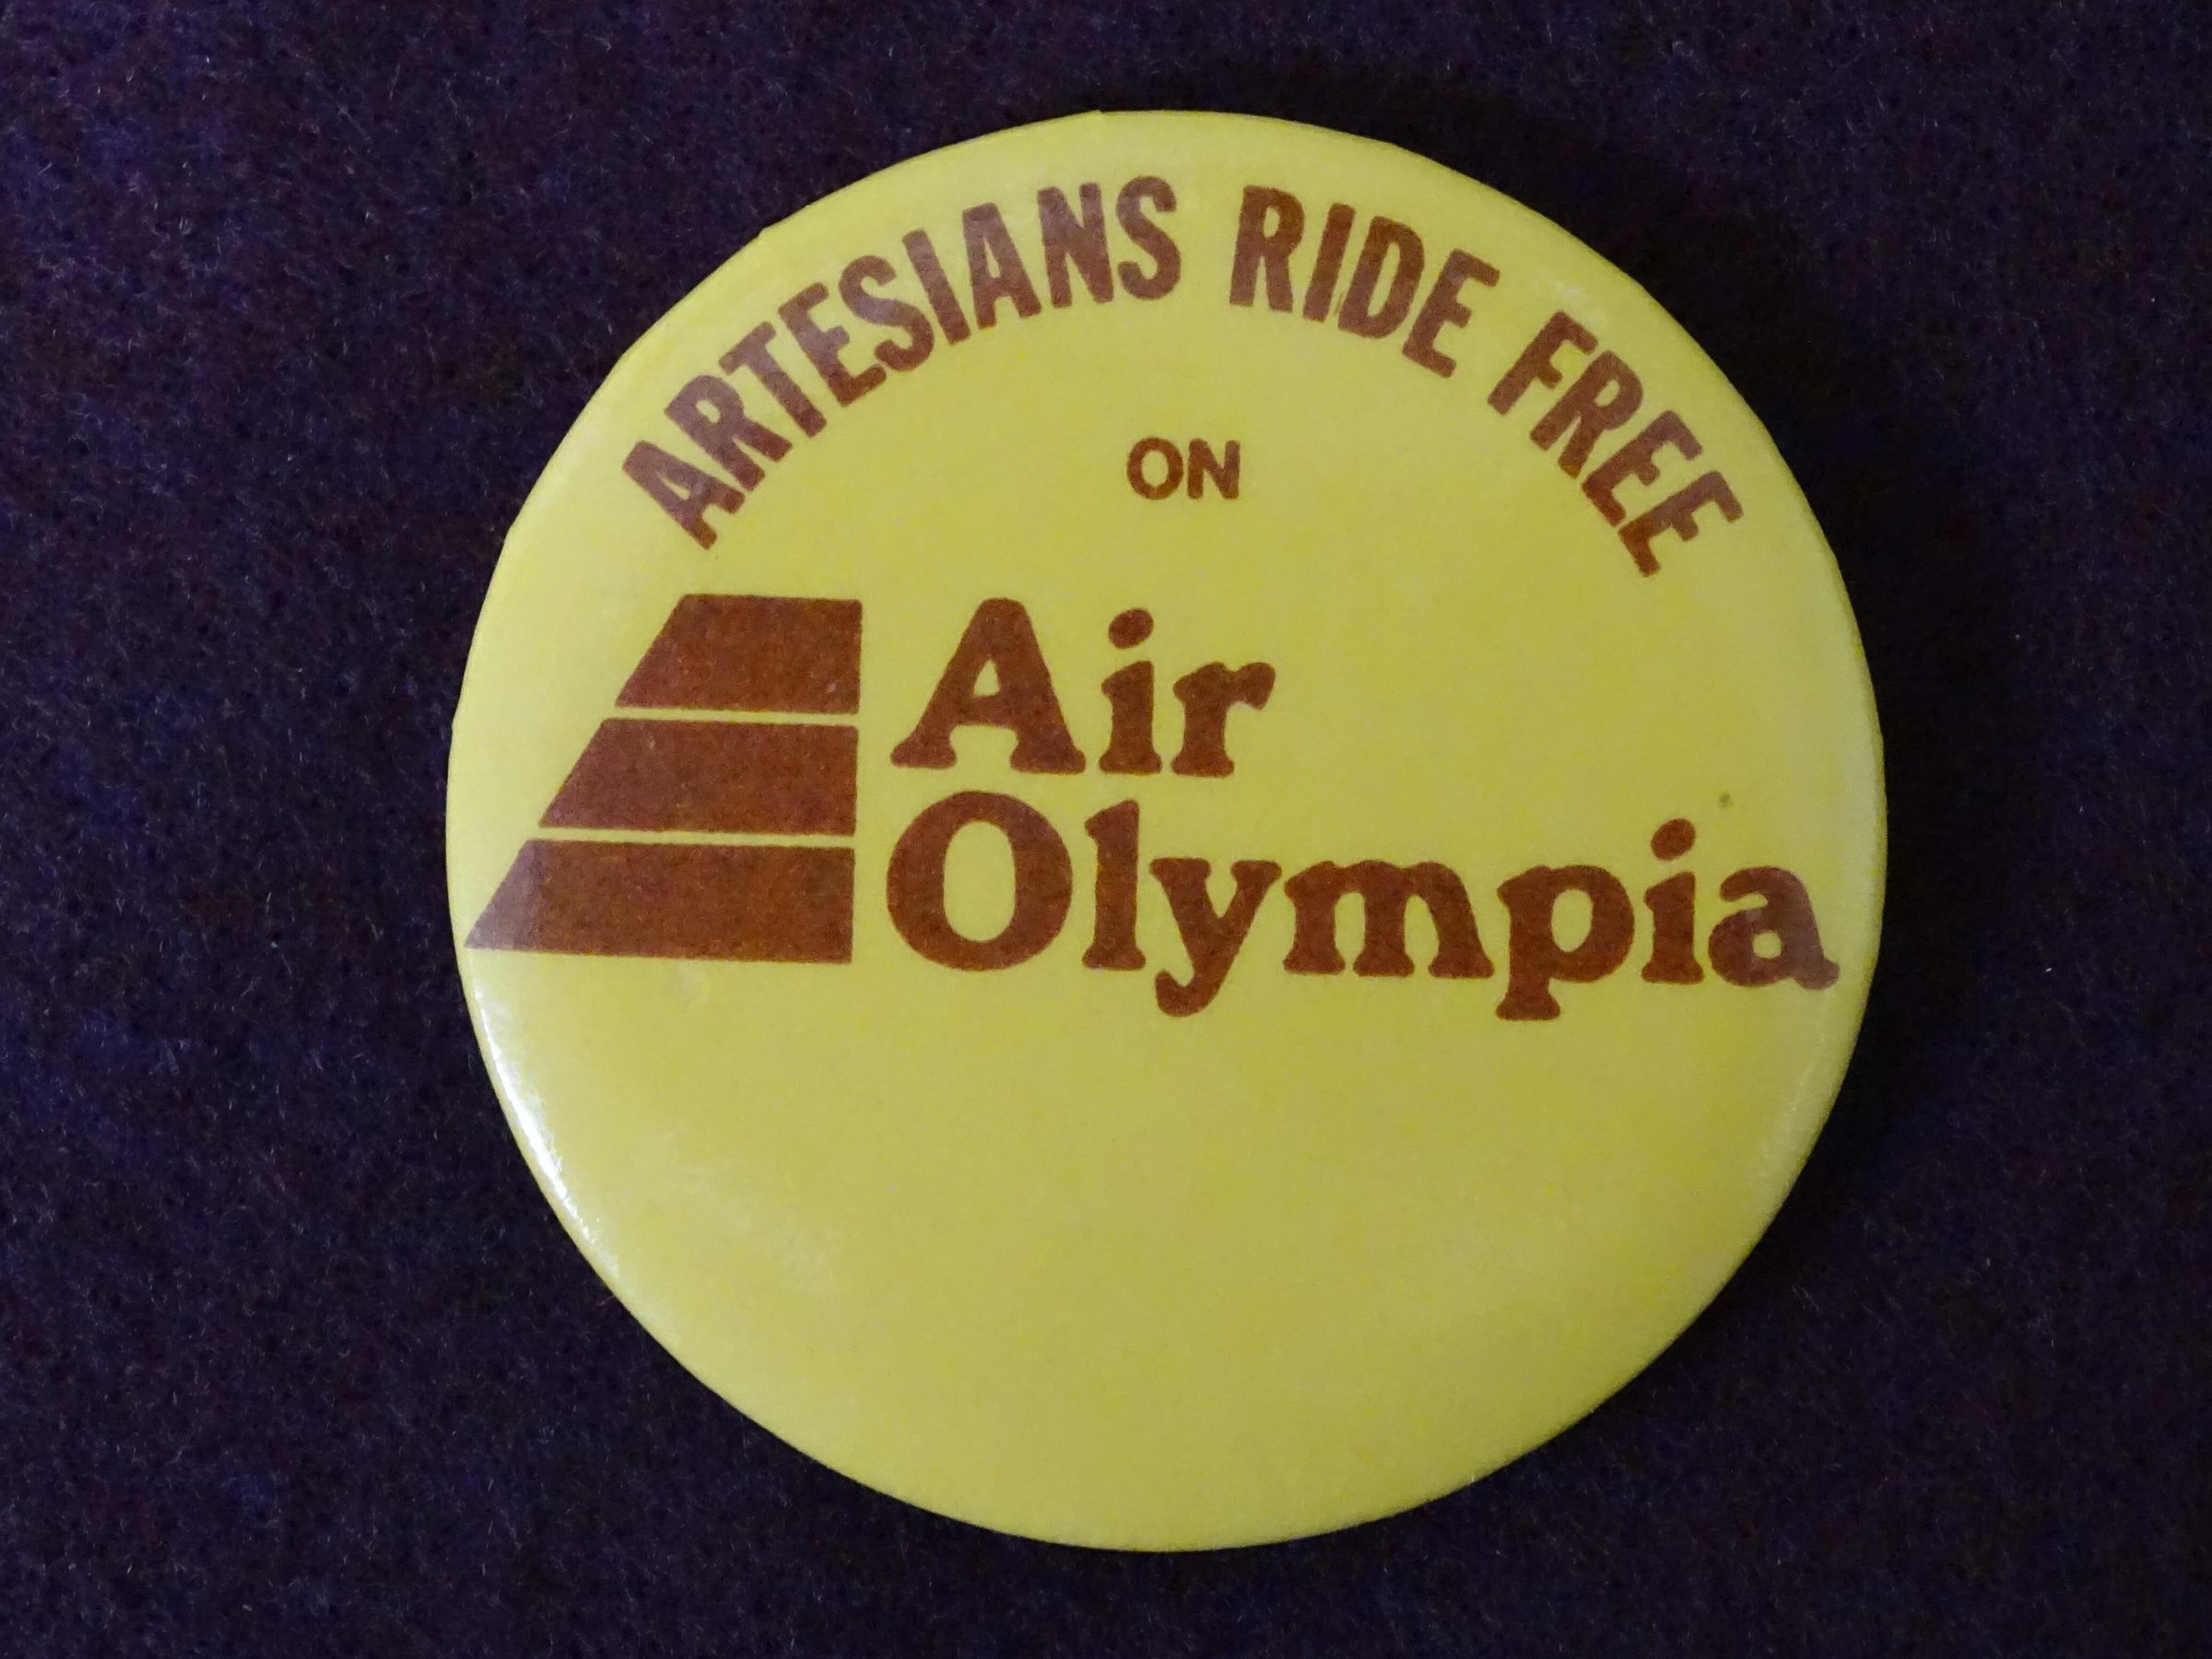 ARTESIANS RIDE FREE
ON
Air
Olympia